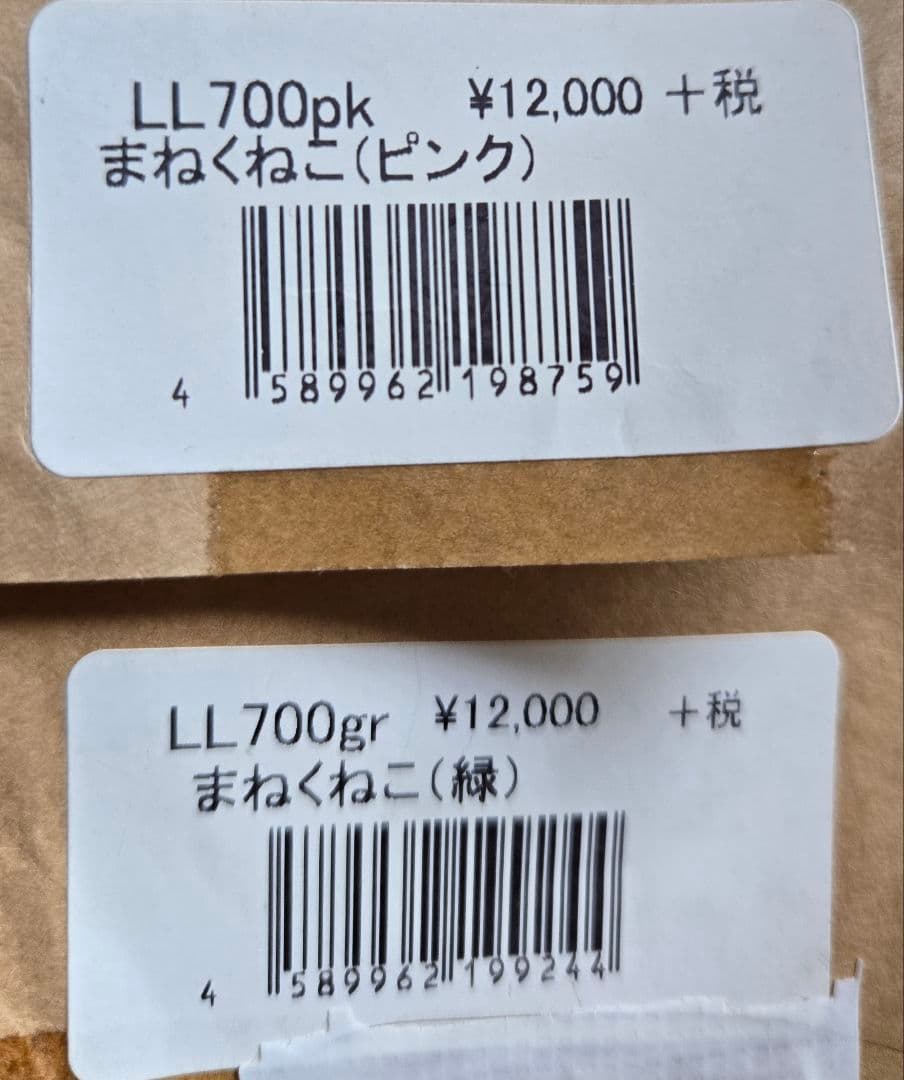 LL700pk ¥12,000 +税
まねくねこ(ピンク)
4 589962 198759
LL700gr ¥12,000 +税
まねくねこ(緑)
4 589962 199244